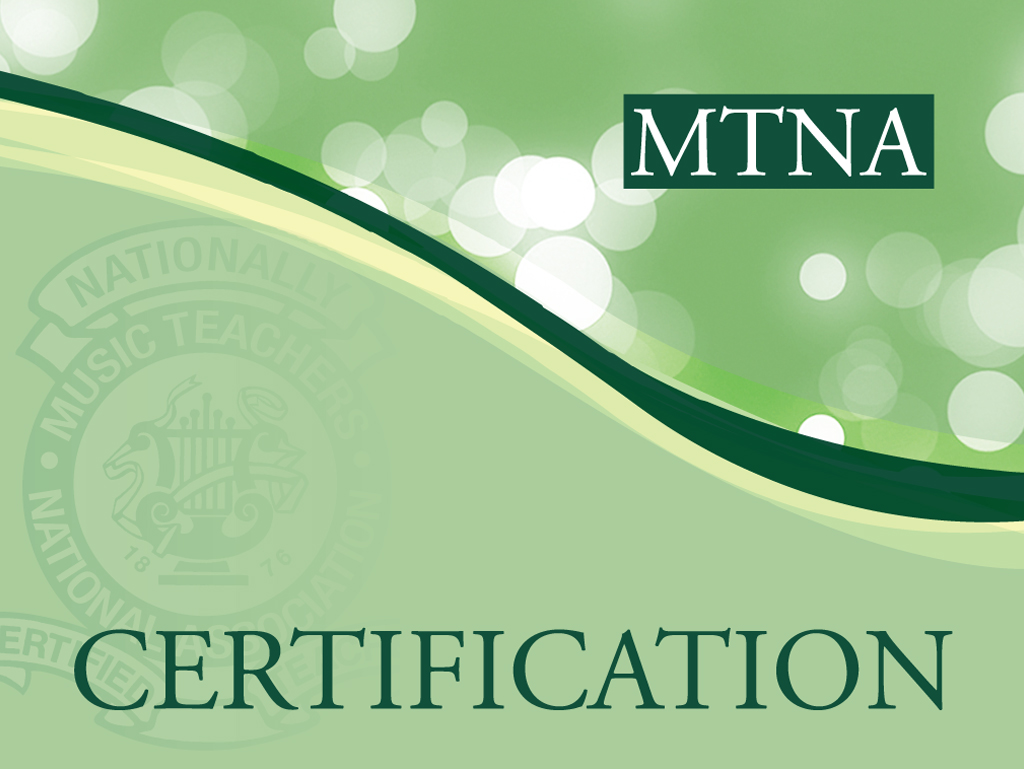 MTNA
NATIONALLY
• MUSIC TEACHERS •
NATIONAL ASSOCIATION
18 76
CERTIFICATION